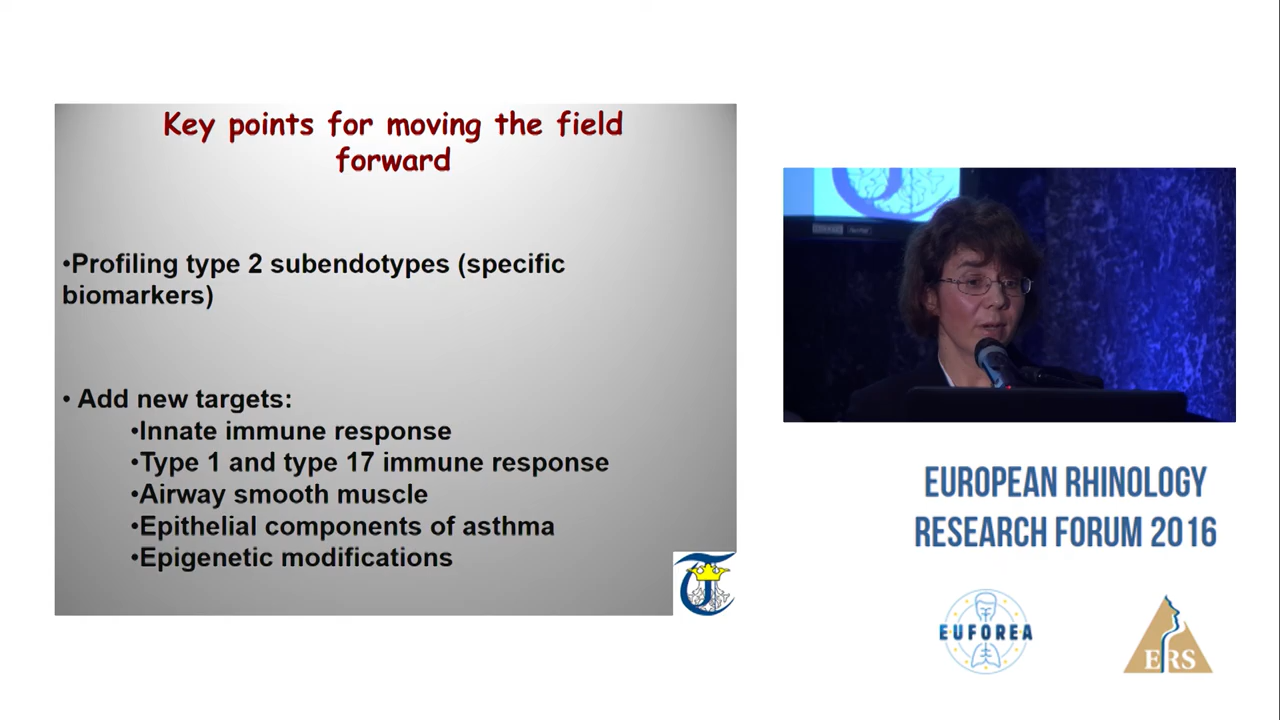 Key points for moving the field
forward
•Profiling type 2 subendotypes (specific
biomarkers)
• Add new targets:
•Innate immune response
•Type 1 and type 17 immune response
•Airway smooth muscle
•Epithelial components of asthma
•Epigenetic modifications
EUROPEAN RHINOLOGY
RESEARCH FORUM 2016
EUFOREA
ERS